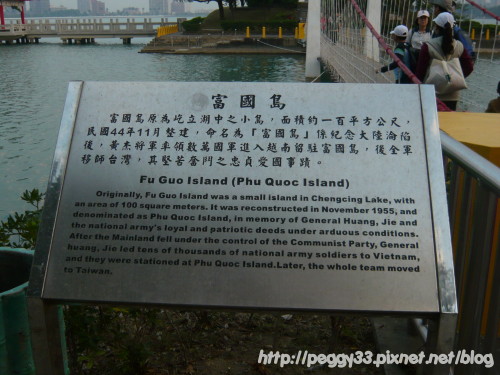 富國島
富國島原為屹立湖中之小島，面積約一百平方公尺，
民國44年11月整建，命名為「富國島」係紀念大陸淪陷
後，黃杰將軍率領數萬國軍進入越南留駐富國島，後全軍
移師台灣，其堅苦奮鬥之忠貞愛國事蹟。
Fu Guo Island (Phu Quoc Island)
Originally, Fu Guo Island was a small island in Chengcing Lake, with
an area of 100 square meters. It was reconstructed in November 1955, and
denominated as Phu Quoc Island, in memory of General Huang, Jie and
the national army's loyal and patriotic deeds under arduous conditions.
After the Mainland fell under the control of the Communist Party, General
huang, Jie led tens of thousands of national army soldiers to Vietnam,
and they were stationed at Phu Quoc Island.Later, the whole team moved
to Taiwan.
http://peggy33.pixnet.net/blog